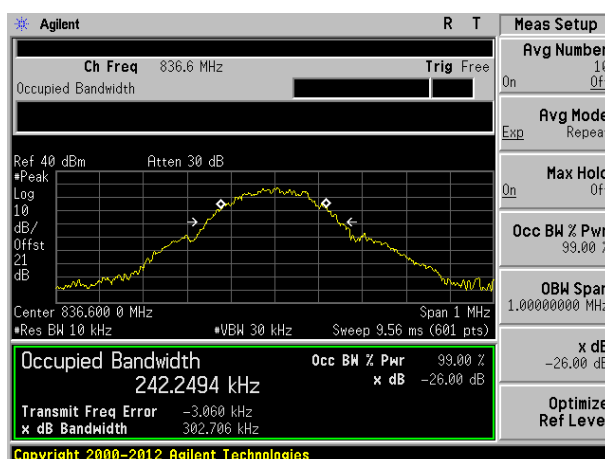 Agilent R T
Ch Freq 836.6 MHz Trig Free
Occupied Bandwidth
Ref 40 dBm Atten 30 dB
#Peak
Log
10
dB/
Offst
21
dB
Center 836.600 0 MHz Span 1 MHz
#Res BW 10 kHz #VBW 30 kHz Sweep 9.56 ms (601 pts)
Occupied Bandwidth
242.2494 kHz
Occ BW % Pwr 99.00 %
x dB -26.00 dB
Transmit Freq Error -3.060 kHz
x dB Bandwidth 302.706 kHz
Copyright 2000-2012 Agilent Technologies
Meas Setup
Avg Number
On
Avg Mode
Exp
Max Hold
On
Occ BW % Pwr
99.00 %
OBW Span
1.00000000 MHz
x dB
-26.00 dB
Optimize
Ref Level